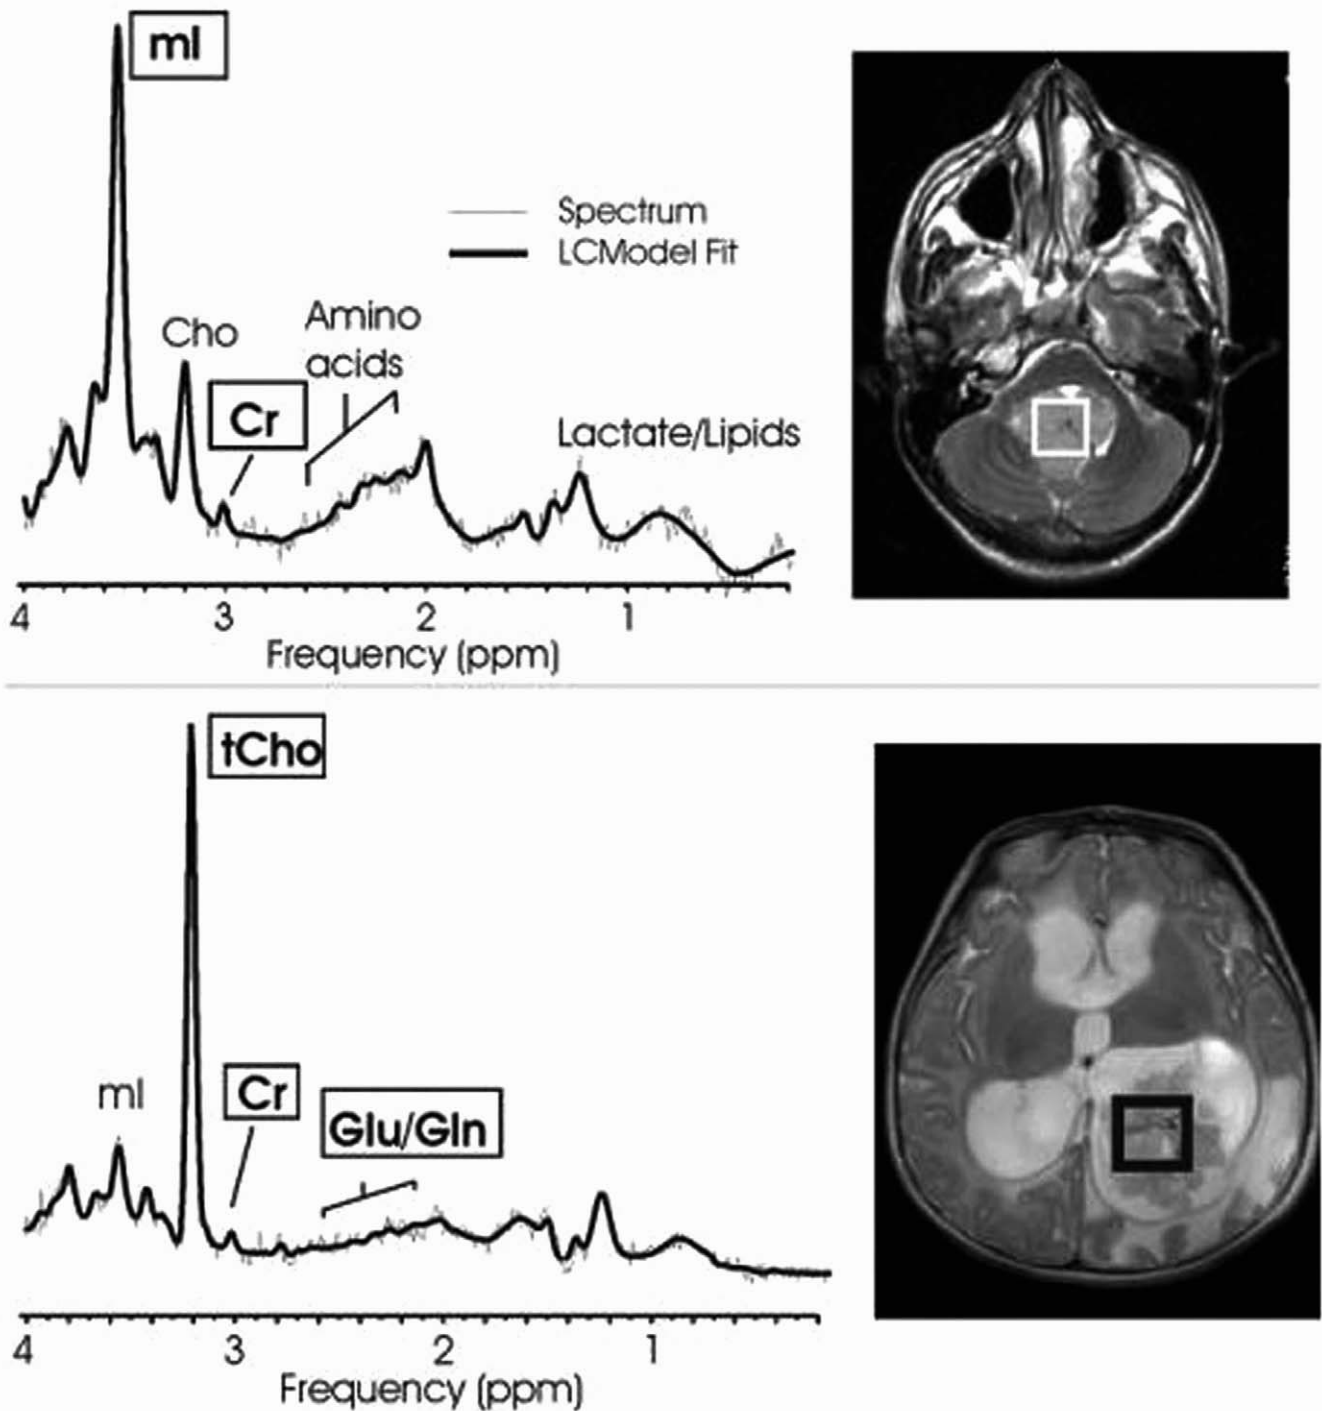 mI
Spectrum
LCModel Fit
Cho
Amino
acids
Cr
Lactate/Lipids
4 3 2 1
Frequency (ppm)
tCho
mI
Cr
Glu/Gln
4 3 2 1
Frequency (ppm)